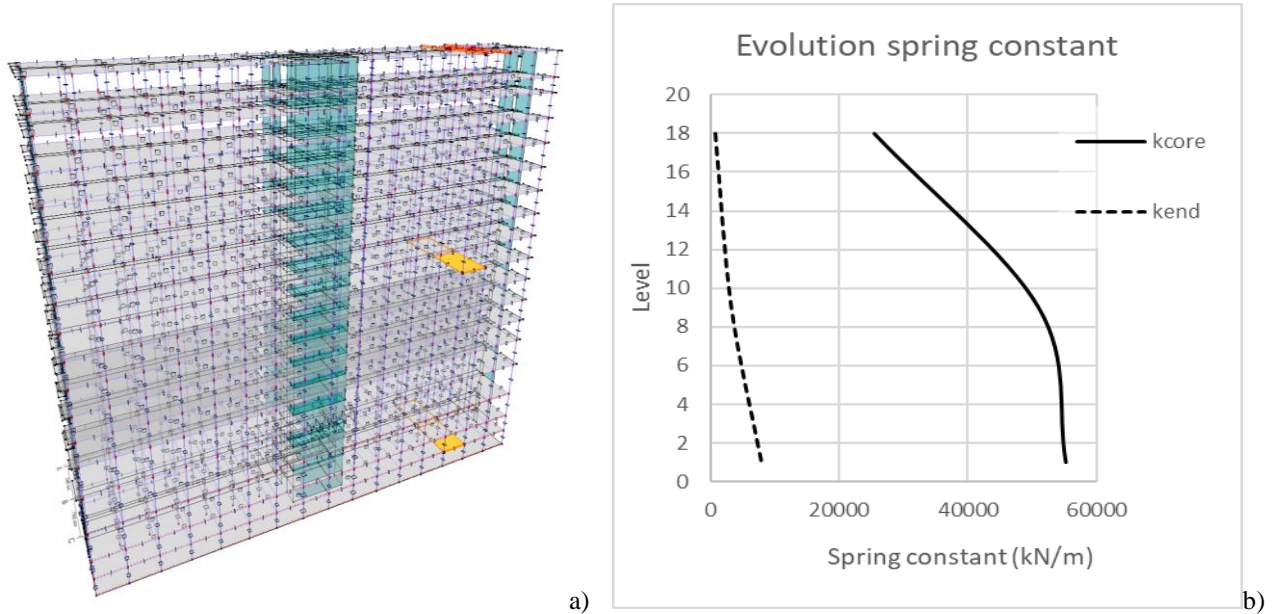 Evolution spring constant
20
18
16
14
12
10
8
6
4
2
0
Level
0 20000 40000 60000
Spring constant (kN/m)
kcore
kend
a)
b)